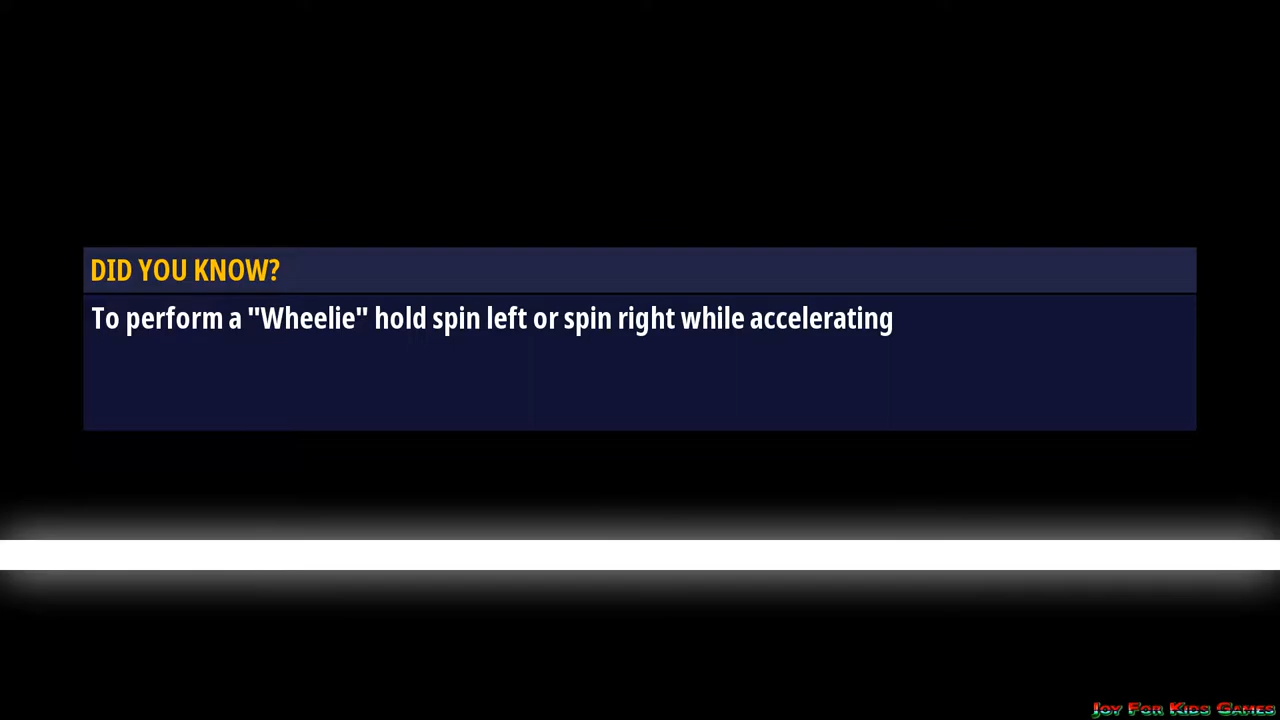 DID YOU KNOW?
To perform a "Wheelie" hold spin left or spin right while accelerating
Joy For Kids Games